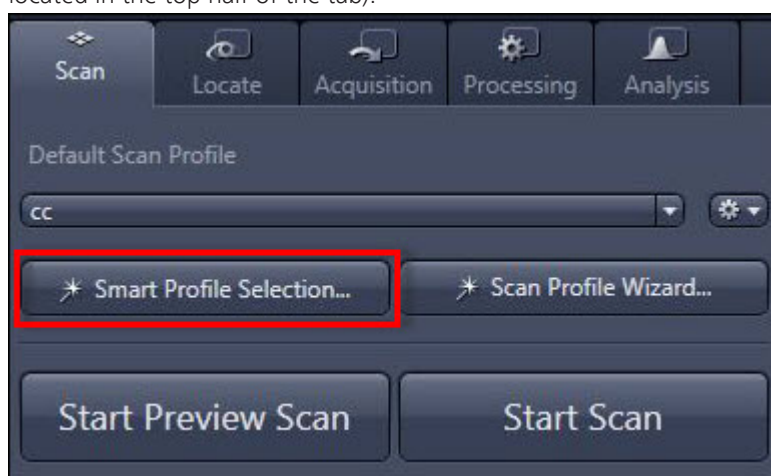 located in the top half of the tab).
Scan Locate Acquisition Processing Analysis
Default Scan Profile
cc
Smart Profile Selection... Scan Profile Wizard...
Start Preview Scan Start Scan